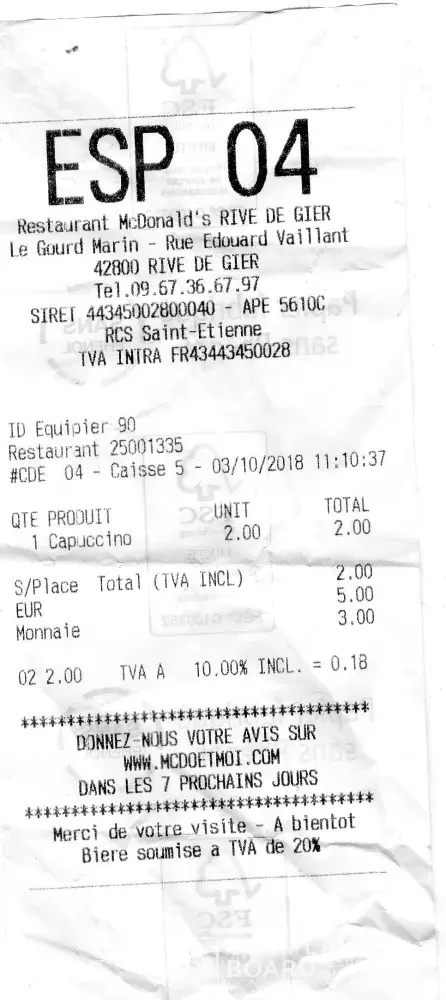 ESP 04
Restaurant McDonald's RIVE DE GIER
Le Gourd Marin - Rue Edouard Vaillant
42800 RIVE DE GIER
Tel.09.67.36.67.97
SIRET 44345002800040 - APE 5610C
RCS Saint-Etienne
TVA INTRA FR43443450028
ID Equipier 90
Restaurant 25001335
#CDE 04 - Caisse 5 - 03/10/2018 11:10:37
QTE PRODUIT UNIT TOTAL
1 Capuccino 2.00 2.00
S/Place Total (TVA INCL) 2.00
EUR 5.00
Monnaie 3.00
02 2.00 TVA A 10.00% INCL. = 0.18
****************************************
DONNEZ-NOUS VOTRE AVIS SUR
WWW.MCDOETMOI.COM
DANS LES 7 PROCHAINS JOURS
****************************************
Merci de votre visite - A bientot
Biere soumise a TVA de 20%